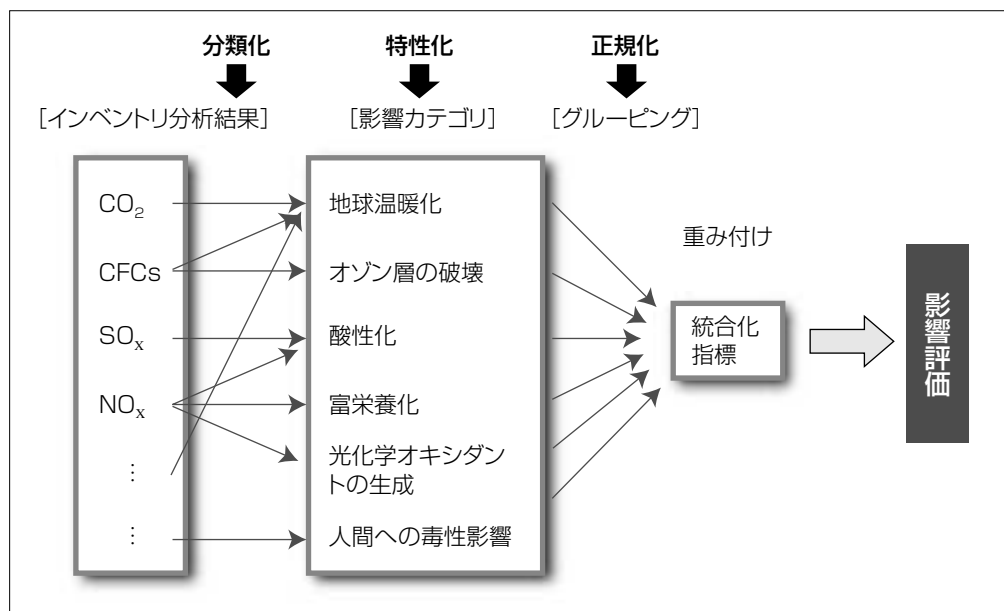 分類化
特性化
正規化
[インベントリ分析結果]
[影響カテゴリ]
[グルーピング]
CO₂
CFCs
SOₓ
NOₓ
⋮
⋮
地球温暖化
オゾン層の破壊
酸性化
富栄養化
光化学オキシダン
トの生成
人間への毒性影響
重み付け
統合化
指標
影響評価